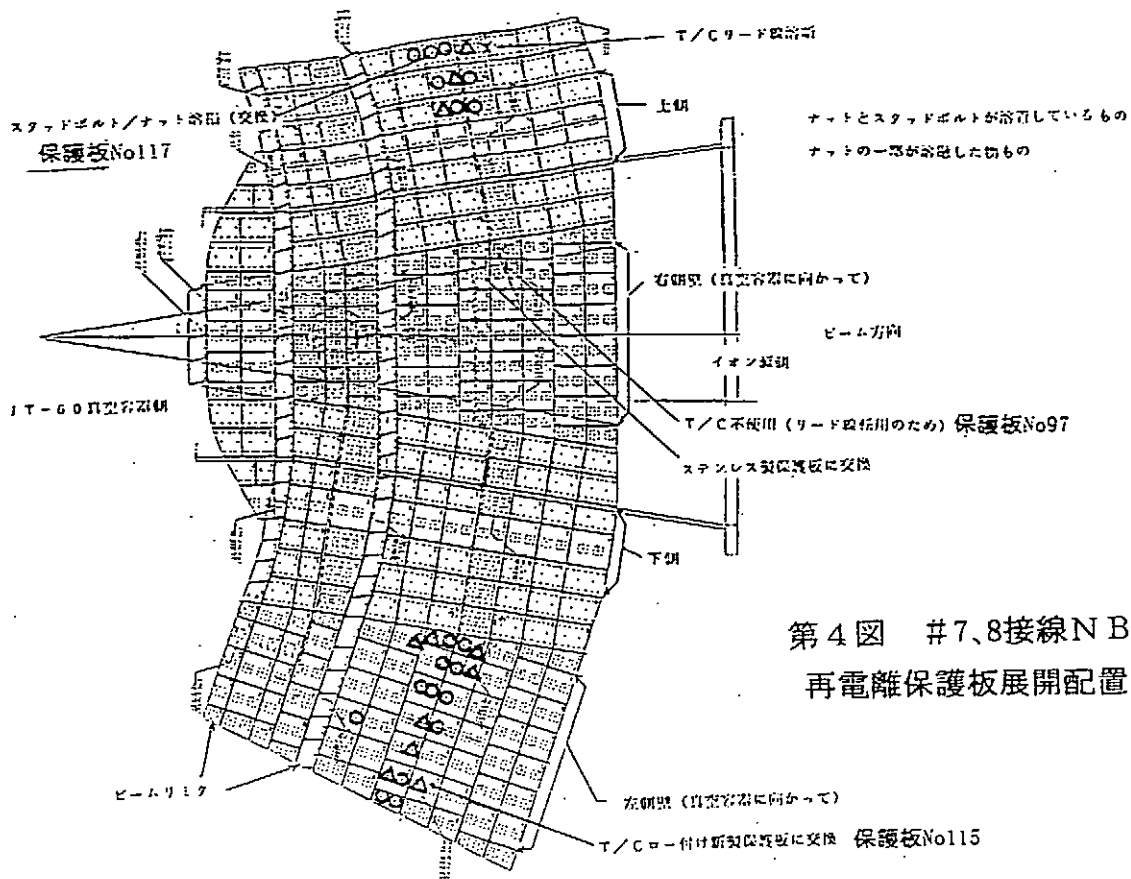 T/Cリード線溶断
スタッドボルト/ナット溶損 (交換)
保護板No117
上側
ナットとスタッドボルトが溶着しているもの
ナットの一部が溶融した物もの
右側壁 (真空容器に向かって)
ビーム方向
イオン源側
JT-60真空容器側
T/C不使用 (リード線転用のため) 保護板No97
ステンレス製保護板に交換
下側
第4図 #7、8接線NB
再電離保護板展開配置
ビームリミタ
左側壁 (真空容器に向かって)
T/Cロー付け新製保護板に交換 保護板No115